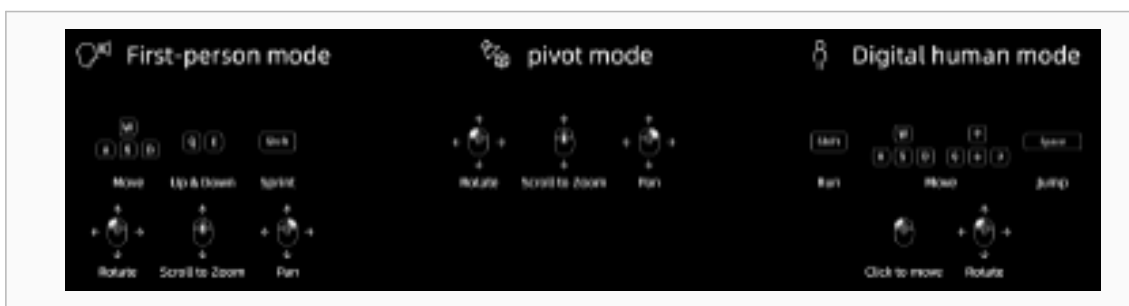 First-person mode
pivot mode
Digital human mode
W
A S D
Q E
Shift
Move
Up & Down
Sprint
Rotate
Scroll to Zoom
Pan
Rotate
Scroll to Zoom
Pan
Shift
W
A S D
Space
Run
Move
Jump
Click to move
Rotate